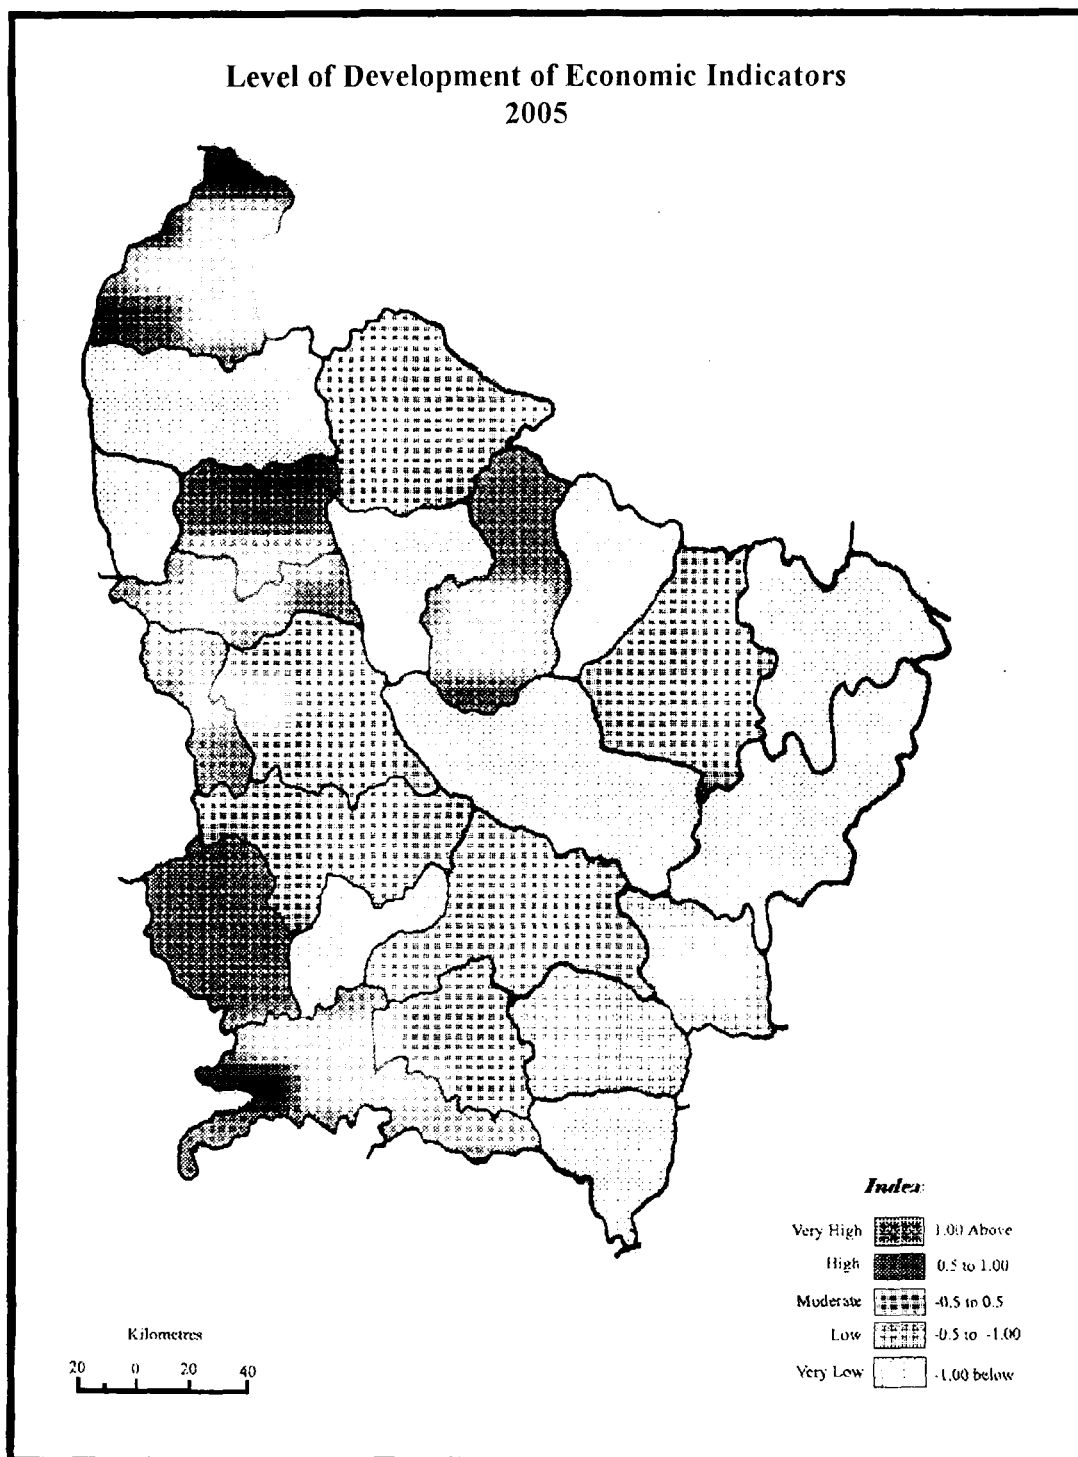 Level of Development of Economic Indicators
2005
Index
Very High 1.00 Above
High 0.5 to 1.00
Moderate -0.5 to 0.5
Low -0.5 to -1.00
Very Low -1.00 below
Kilometres
20 0 20 40